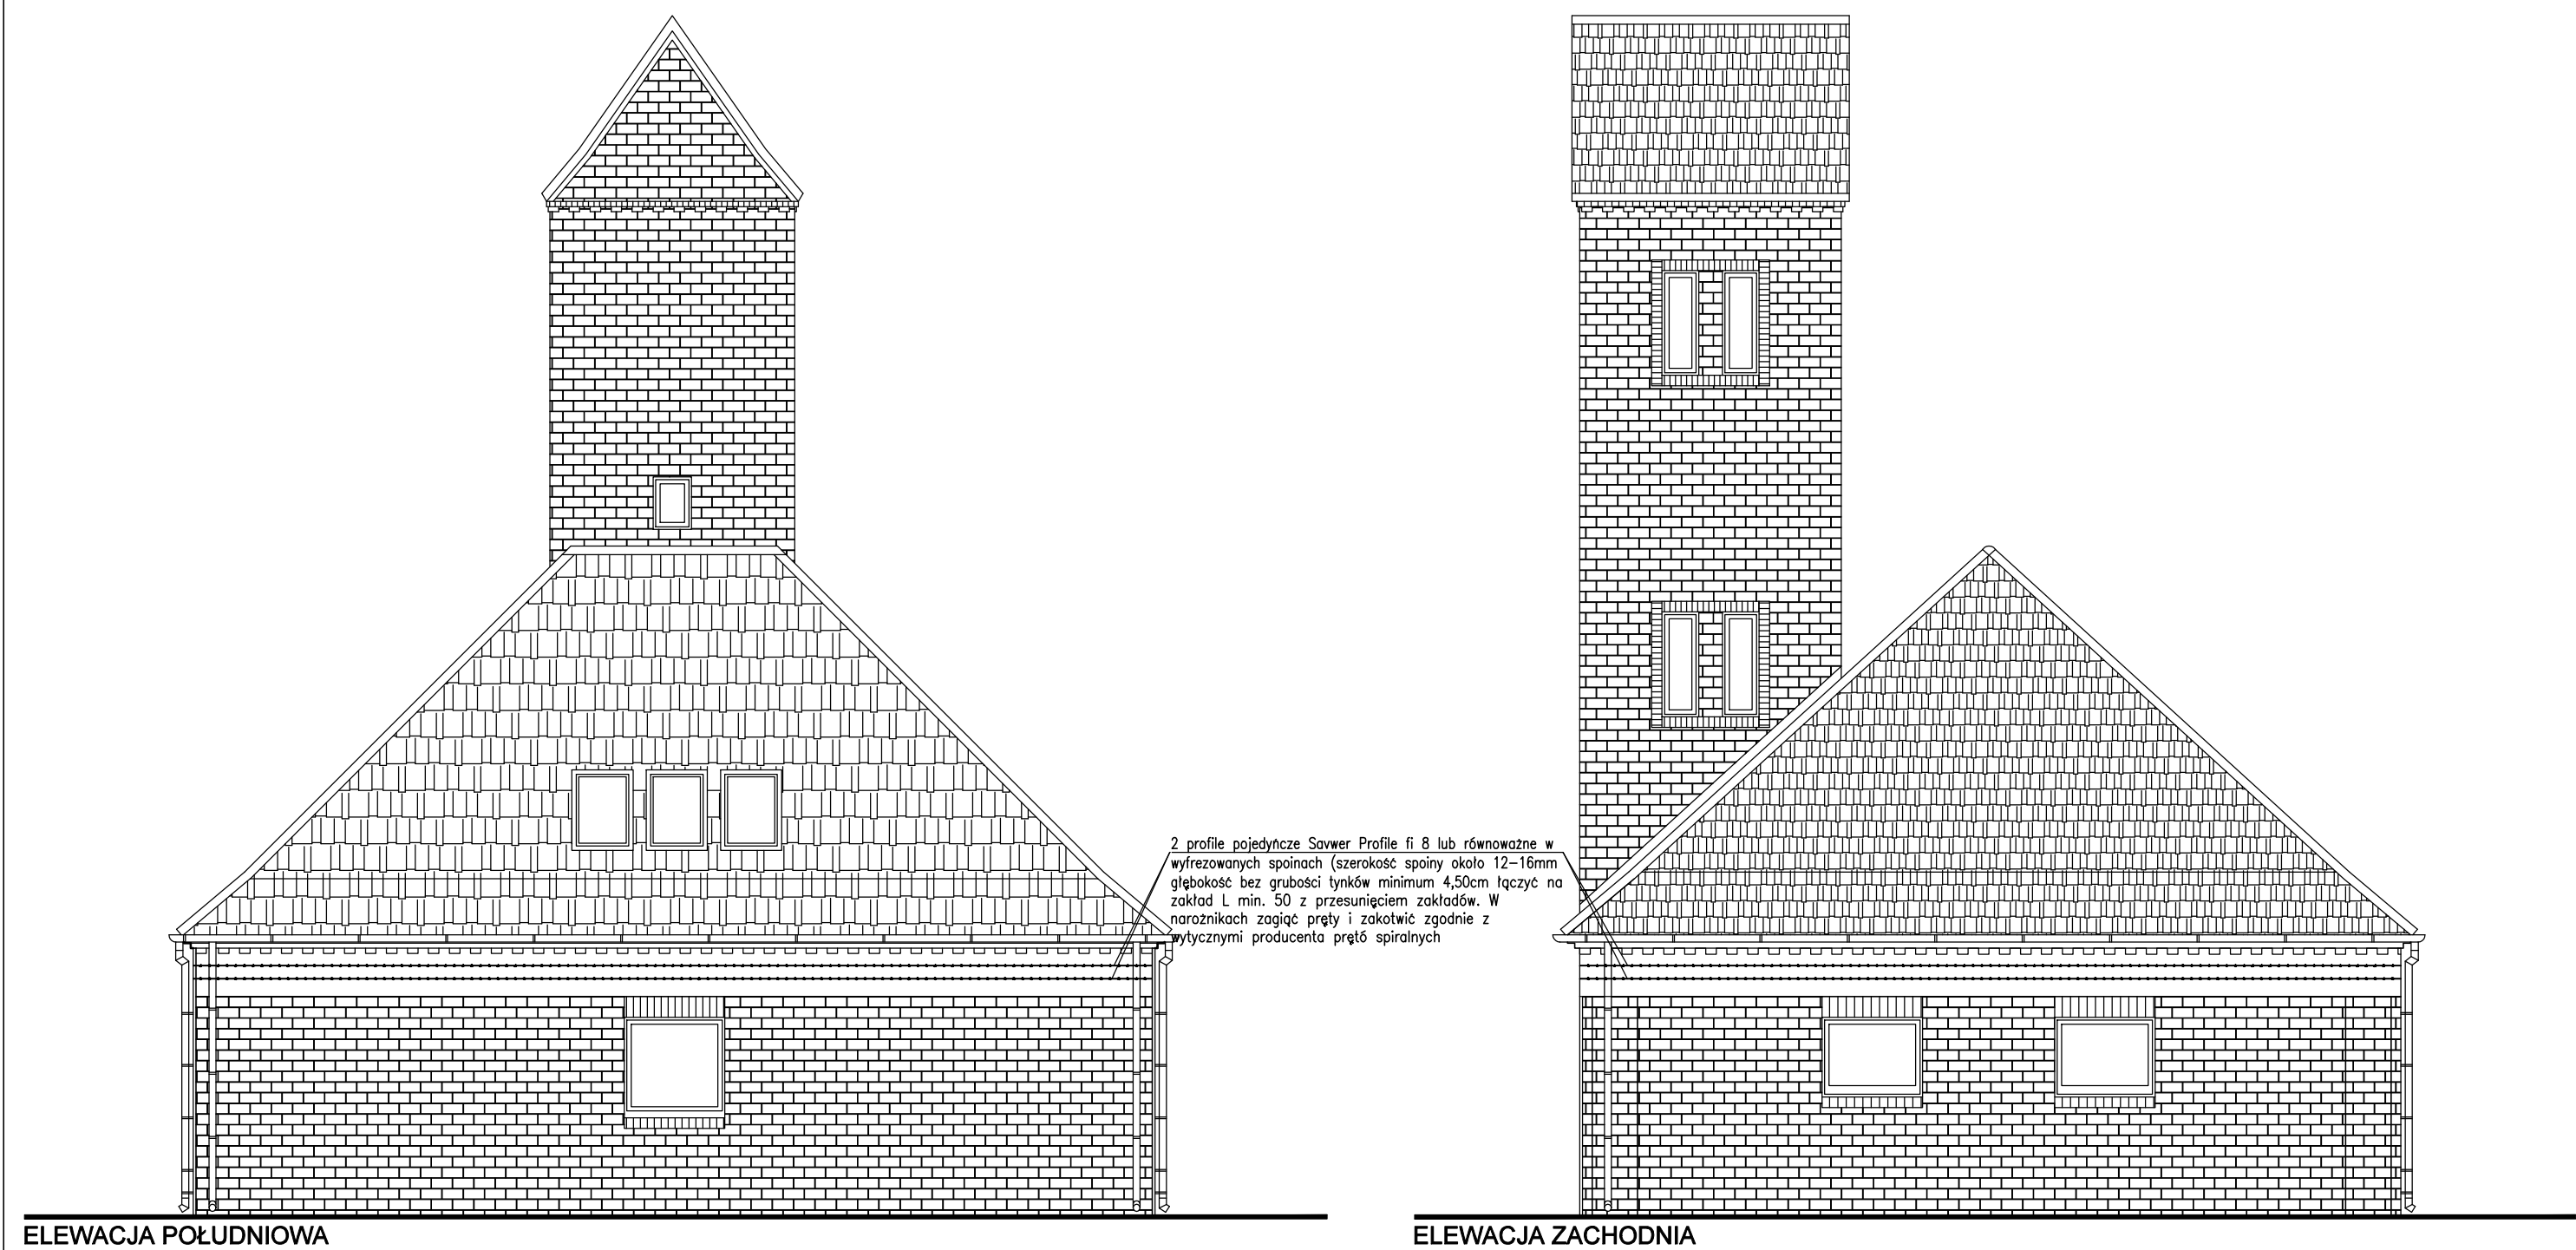 2 profile pojedyńcze Savwer Profile fi 8 lub równoważne w
wyfrezowanych spoinach (szerokość spoiny około 12-16mm
głębokość bez grubości tynków minimum 4,50cm łączyć na
zakład L min. 50 z przesunięciem zakładów. W
narożnikach zagiąć pręty i zakotwić zgodnie z
wytycznymi producenta prętó spiralnych
ELEWACJA POŁUDNIOWA
ELEWACJA ZACHODNIA